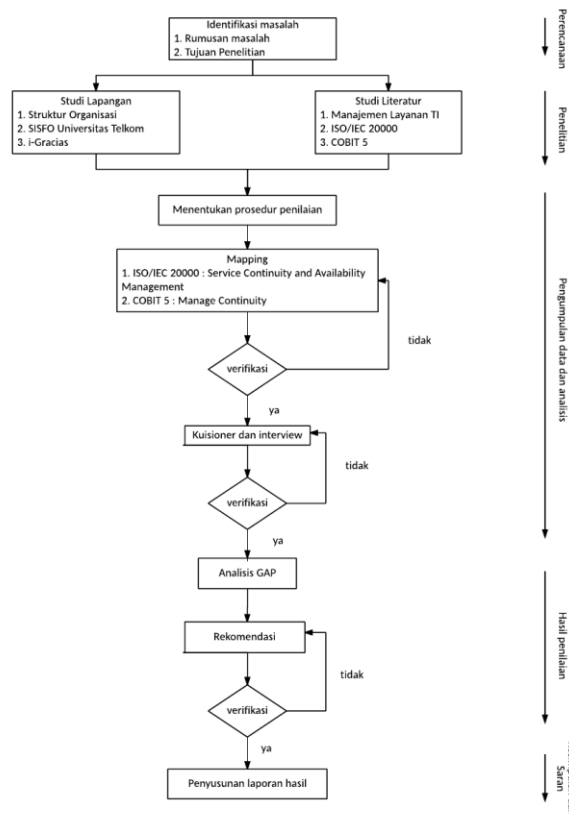 Identifikasi masalah
1. Rumusan masalah
2. Tujuan Penelitian
Perencanaan
Studi Lapangan
1. Struktur Organisasi
2. SISFO Universitas Telkom
3. i-Gracias
Studi Literatur
1. Manajemen Layanan TI
2. ISO/IEC 20000
3. COBIT 5
Penelitian
Menentukan prosedur penilaian
Mapping
1. ISO/IEC 20000 : Service Continuity and Availability
Management
2. COBIT 5 : Manage Continuity
tidak
verifikasi
ya
Pengumpulan data dan analisis
Kuisioner dan interview
tidak
verifikasi
ya
Analisis GAP
Rekomendasi
tidak
Hasil penilaian
verifikasi
ya
Penyusunan laporan hasil
Saran